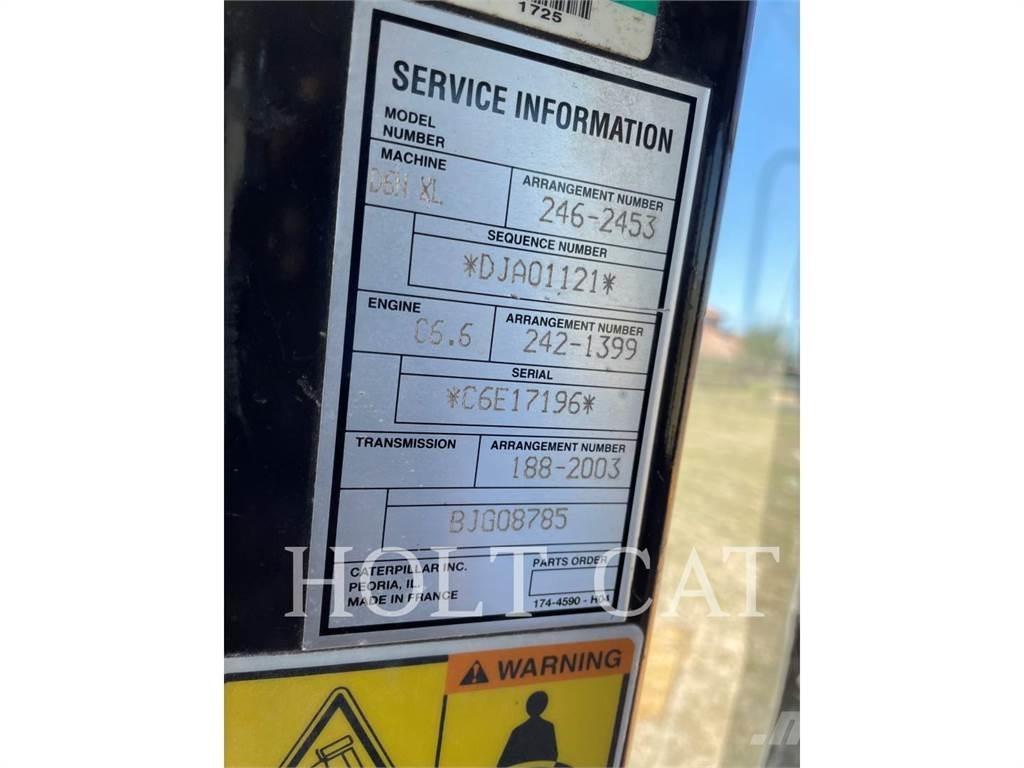 1725
SERVICE INFORMATION
MODEL
NUMBER
MACHINE
D6N XL
ARRANGEMENT NUMBER
246-2453
SEQUENCE NUMBER
*DJA01121*
ENGINE
C6.6
ARRANGEMENT NUMBER
242-1399
SERIAL
*C6E17196*
TRANSMISSION
ARRANGEMENT NUMBER
188-2003
BJG08785
HOLT CAT
CATERPILLAR INC.
PEORIA, IL.
MADE IN FRANCE
PARTS ORDER
174-4590 - H04
WARNING